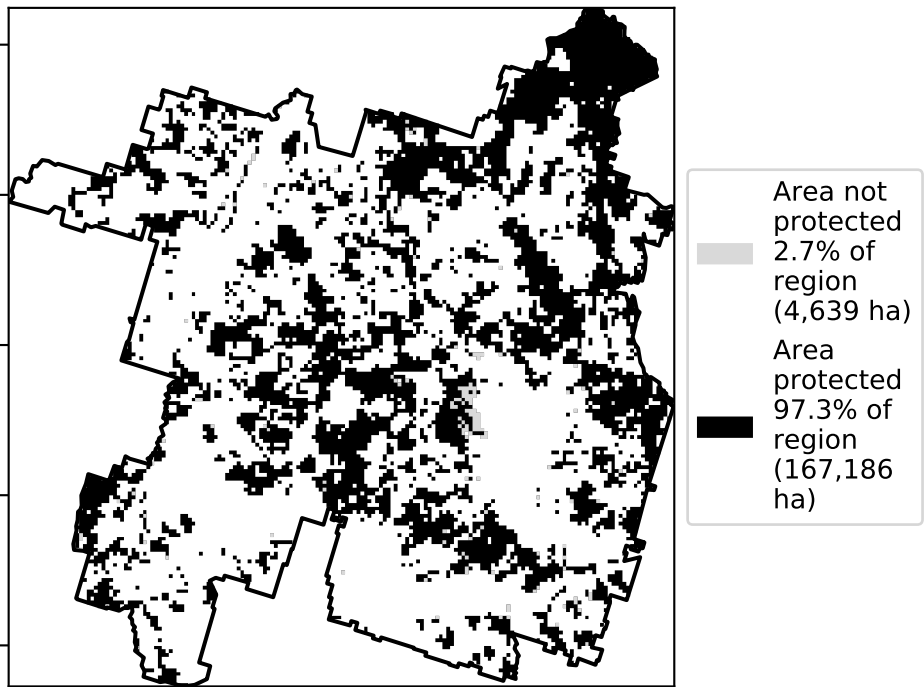 Area not
protected
2.7% of
region
(4,639 ha)
Area
protected
97.3% of
region
(167,186
ha)